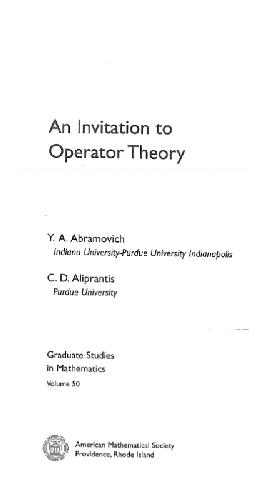 An Invitation to
Operator Theory
Y. A. Abramovich
Indiana University-Purdue University Indianapolis
C. D. Aliprantis
Purdue University
Graduate Studies
in Mathematics
Volume 50
American Mathematical Society
Providence, Rhode Island